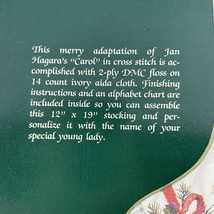 This merry adaptation of Jan
Hagara's "Carol" in cross stitch is ac-
complished with 2-ply DMC floss on
14 count ivory aida cloth. Finishing
instructions and an alphabet chart are
included inside so you can assemble
this 12" x 19" stocking and per-
sonalize it with the name of your
special young lady.